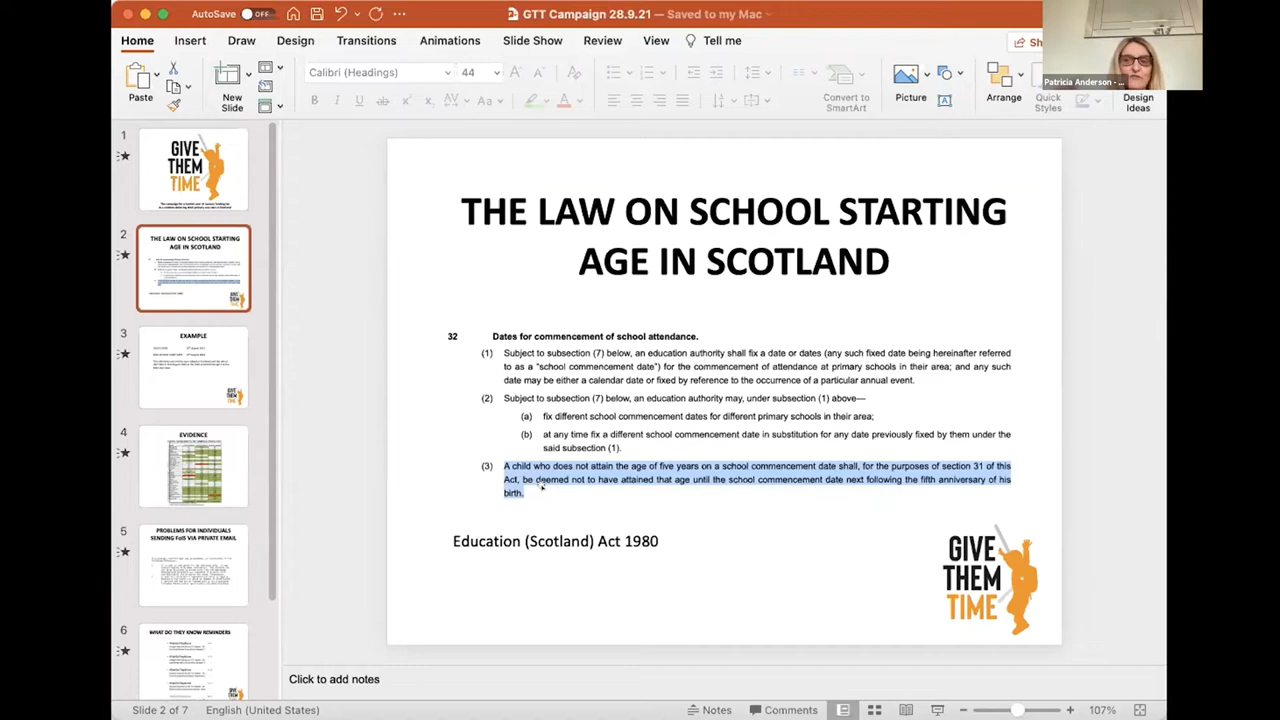 AutoSave OFF
GTT Campaign 28.9.21 — Saved to my Mac
Home Insert Draw Design Transitions Animations Slide Show Review View Tell me
Sh
Patricia Anderson - ...
Paste
New
Slide
Calibri (Headings) 44
Convert to
SmartArt
Picture
Arrange
Quick
Styles
Design
Ideas
1
GIVE
THEM
TIME
2
THE LAW ON SCHOOL STARTING
AGE IN SCOTLAND
3
EXAMPLE
4
EVIDENCE
5
PROBLEMS FOR INDIVIDUALS
SENDING FoIS VIA PRIVATE EMAIL
6
WHAT DO THEY KNOW REMINDERS
THE LAW ON SCHOOL STARTING
AGE IN SCOTLAND
32 Dates for commencement of school attendance.
(1) Subject to subsection (7) below, an education authority shall fix a date or dates (any such fixed date being hereinafter referred
to as a “school commencement date”) for the commencement of attendance at primary schools in their area; and any such
date may be either a calendar date or fixed by reference to the occurrence of a particular annual event.
(2) Subject to subsection (7) below, an education authority may, under subsection (1) above—
(a) fix different school commencement dates for different primary schools in their area;
(b) at any time fix a different school commencement date in substitution for any date previously fixed by them under the
said subsection (1).
(3) A child who does not attain the age of five years on a school commencement date shall, for the purposes of section 31 of this
Act, be deemed not to have attained that age until the school commencement date next following the fifth anniversary of his
birth.
Education (Scotland) Act 1980
GIVE
THEM
TIME
Click to add notes
Slide 2 of 7 English (United States) Notes Comments 107%